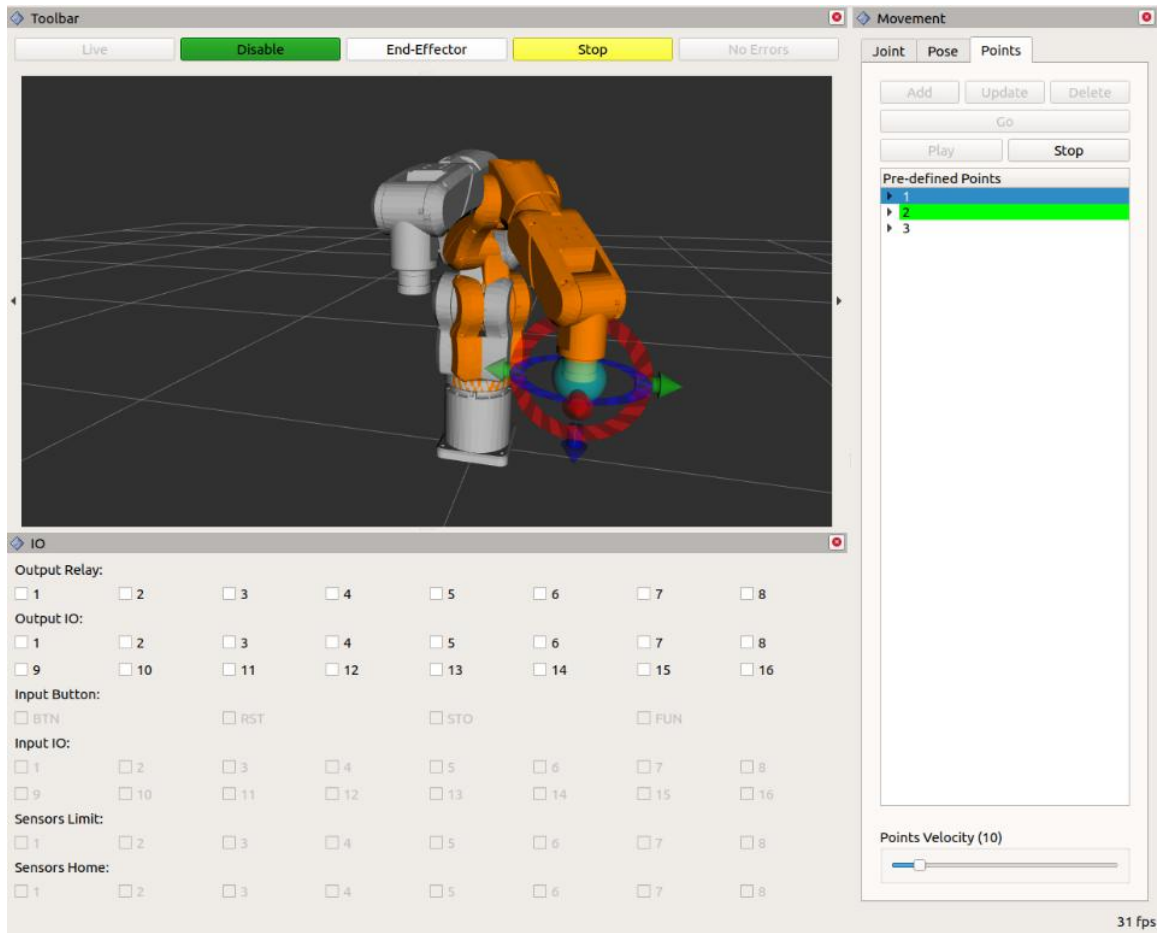 Toolbar
Live Disable End-Effector Stop No Errors
Movement
Joint Pose Points
Add Update Delete
Go
Play Stop
Pre-defined Points
1
2
3
Points Velocity (10)
IO
Output Relay:
1 2 3 4 5 6 7 8
Output IO:
1 2 3 4 5 6 7 8
9 10 11 12 13 14 15 16
Input Button:
BTN RST STO FUN
Input IO:
1 2 3 4 5 6 7 8
9 10 11 12 13 14 15 16
Sensors Limit:
1 2 3 4 5 6 7 8
Sensors Home:
1 2 3 4 5 6 7 8
31 fps